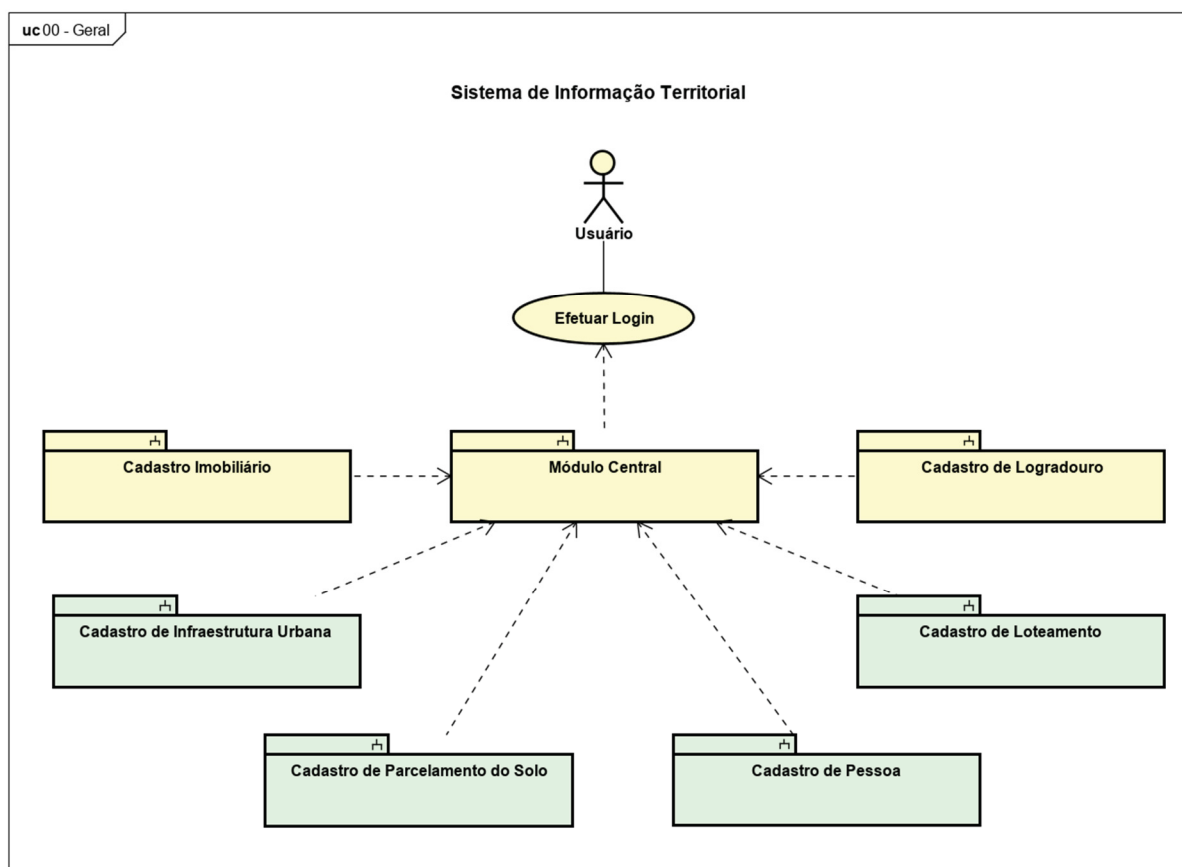 uc 00 - Geral
Sistema de Informação Territorial
Usuário
Efetuar Login
Cadastro Imobiliário
Módulo Central
Cadastro de Logradouro
Cadastro de Infraestrutura Urbana
Cadastro de Loteamento
Cadastro de Parcelamento do Solo
Cadastro de Pessoa